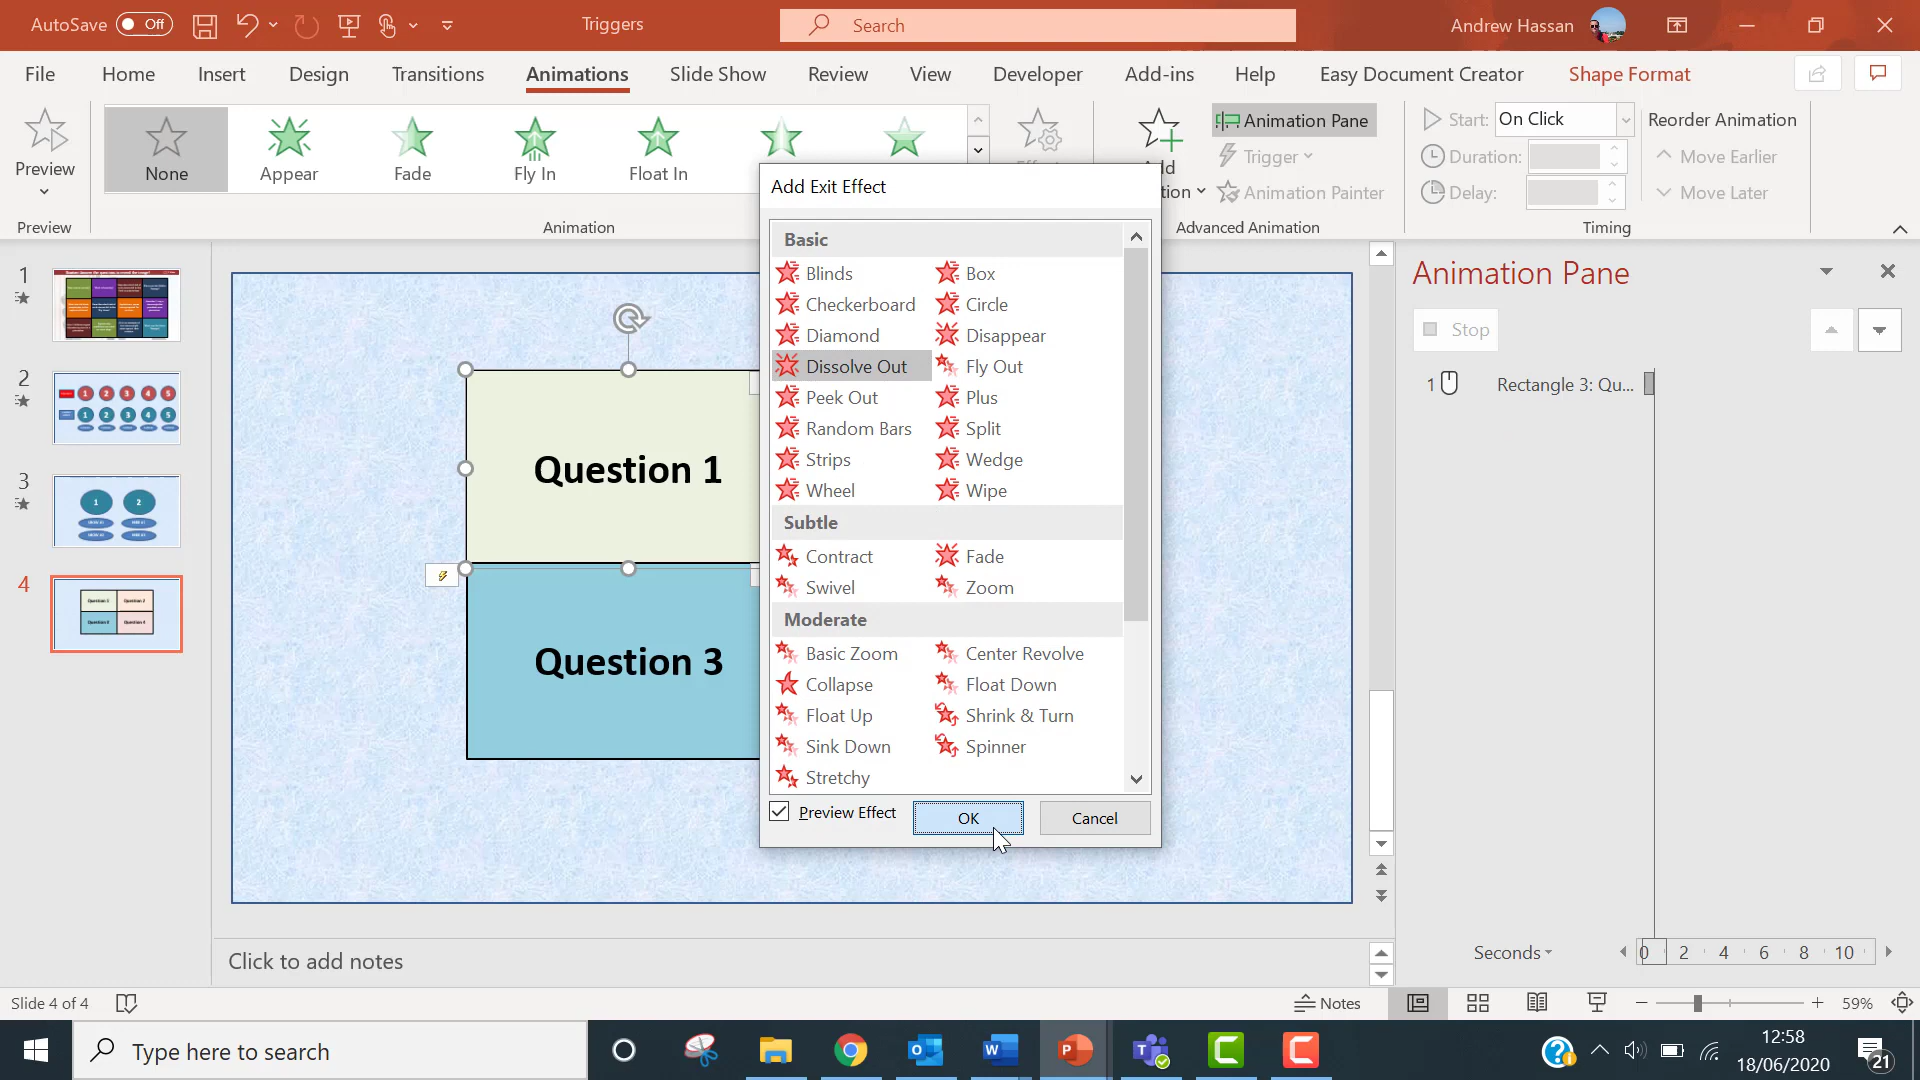 AutoSave Off Triggers Search Andrew Hassan
File Home Insert Design Transitions Animations Slide Show Review View Developer Add-ins Help Easy Document Creator Shape Format
Preview
None Appear Fade Fly In Float In
Animation Pane
Trigger
Animation Painter
Start: On Click
Duration:
Delay:
Reorder Animation
Move Earlier
Move Later
Preview Animation Advanced Animation Timing
1
2
3
4
Question 1
Question 3
Add Exit Effect
Basic
Blinds Box
Checkerboard Circle
Diamond Disappear
Dissolve Out Fly Out
Peek Out Plus
Random Bars Split
Strips Wedge
Wheel Wipe
Subtle
Contract Fade
Swivel Zoom
Moderate
Basic Zoom Center Revolve
Collapse Float Down
Float Up Shrink & Turn
Sink Down Spinner
Stretchy
Preview Effect OK Cancel
Animation Pane
Stop
1 Rectangle 3: Qu...
Seconds 0 2 4 6 8 10
Click to add notes
Slide 4 of 4 Notes 59%
Type here to search
12:58
18/06/2020
21